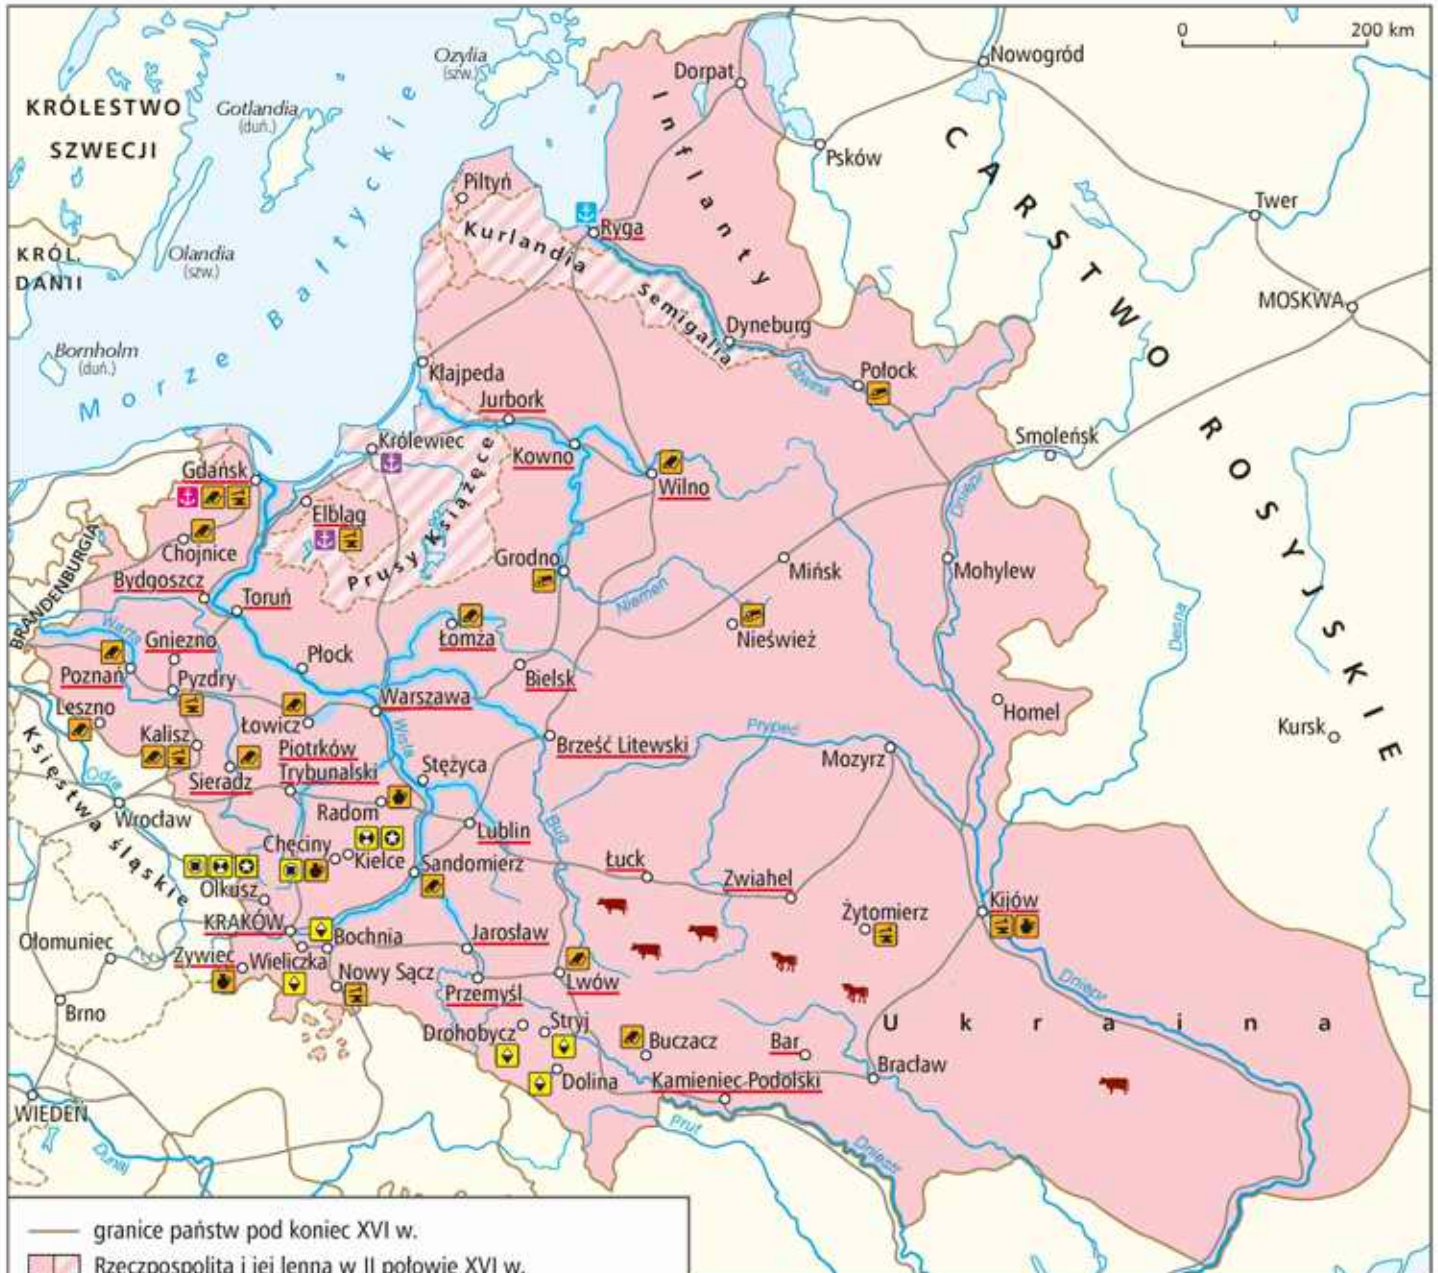 0 200 km
Ozylia
(szw.)
Nowogród
Dorpat
KRÓLESTWO
SZWECJI
Gotlandia
(duń.)
Inflanty
Psków
CARSTWO ROSYJSKIE
Morze Bałtyckie
Piltyń
Twer
Ryga
Kurlandia
KRÓL.
DANII
Olandia
(szw.)
Semigalia
MOSKWA
Dyneburg
Bornholm
(duń.)
Kłajpeda
Dźwina
Połock
Jurbork
Królewiec
Kowno
Smoleńsk
Gdańsk
Wilno
Dniepr
Elbląg
Prusy Książęce
Chojnice
BRANDENBURGIA
Grodno
Mińsk
Mohylew
Bydgoszcz
Toruń
Niemen
Desna
Warta
Gniezno
Łomża
Nieśwież
Płock
Poznań
Pyzdry
Bielsk
Warszawa
Leszno
Łowicz
Homel
Kursk
Kalisz
Wisła
Prypeć
Piotrków
Trybunalski
Brześć Litewski
Mozyrz
Sieradz
Stężyca
Odra
Radom
Wrocław
Księstwa śląskie
Lublin
Bug
Chęciny
Kielce
Sandomierz
Łuck
Zwiahel
Olkusz
Kijów
Żytomierz
KRAKÓW
Bochnia
Jarosław
Ołomuniec
Żywiec
Wieliczka
Nowy Sącz
Lwów
Przemyśl
Dniepr
Brno
Drohobycz
Stryj
Ukraina
Buczacz
Bar
Bracław
Dolina
Kamieniec Podolski
WIEDEŃ
Prut
Dniestr
Dunaj
granice państw pod koniec XVI w.
Rzeczpospolita i jej lenna w II połowie XVI w.